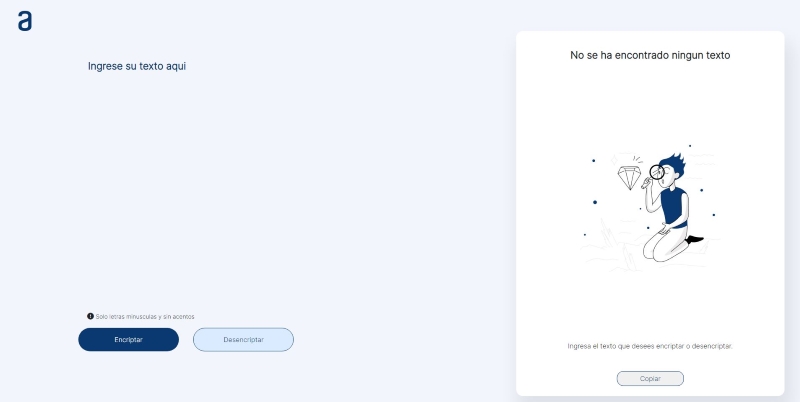 a
Ingrese su texto aqui
Solo letras minusculas y sin acentos
Encriptar
Desencriptar
No se ha encontrado ningun texto
Ingresa el texto que desees encriptar o desencriptar.
Copiar